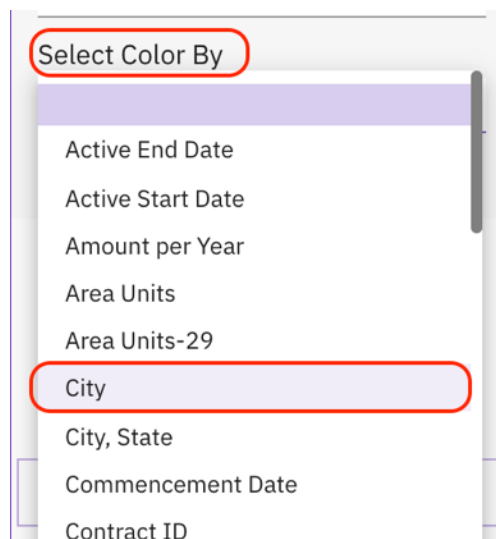 Select Color By
Active End Date
Active Start Date
Amount per Year
Area Units
Area Units-29
City
City, State
Commencement Date
Contract ID